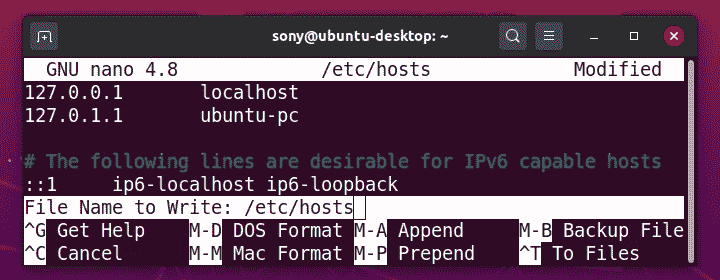 sony@ubuntu-desktop: ~
GNU nano 4.8 /etc/hosts Modified
127.0.0.1 localhost
127.0.1.1 ubuntu-pc
# The following lines are desirable for IPv6 capable hosts
::1 ip6-localhost ip6-loopback
File Name to Write: /etc/hosts
^G Get Help M-D DOS Format M-A Append M-B Backup File
^C Cancel M-M Mac Format M-P Prepend ^T To Files